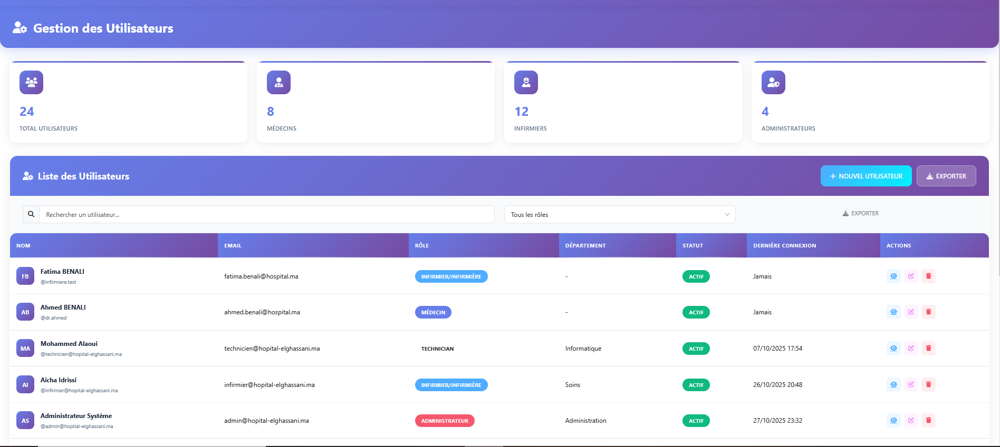 Gestion des Utilisateurs
24
TOTAL UTILISATEURS
8
MÉDECINS
12
INFIRMIERS
4
ADMINISTRATEURS
Liste des Utilisateurs
NOUVEL UTILISATEUR
EXPORTER
Rechercher un utilisateur...
Tous les rôles
EXPORTER
NOM EMAIL RÔLE DÉPARTEMENT STATUT DERNIÈRE CONNEXION ACTIONS
FB Fatima BENALI fatima.benali@hospital.ma INFIRMIER/INFIRMIÈRE - ACTIF Jamais
@infirmiere.test
AB Ahmed BENALI ahmed.benali@hospital.ma MÉDECIN - ACTIF Jamais
@dr.ahmed
MA Mohammed Alaoui technicien@hopital-elghassani.ma TECHNICIAN Informatique ACTIF 07/10/2025 17:54
@technicien@hopital-elghassani.ma
AI Aicha Idrissi infirmier@hopital-elghassani.ma INFIRMIER/INFIRMIÈRE Soins ACTIF 26/10/2025 20:48
@infirmier@hopital-elghassani.ma
AS Administrateur Système admin@hopital-elghassani.ma ADMINISTRATEUR Administration ACTIF 27/10/2025 23:32
@admin@hopital-elghassani.ma